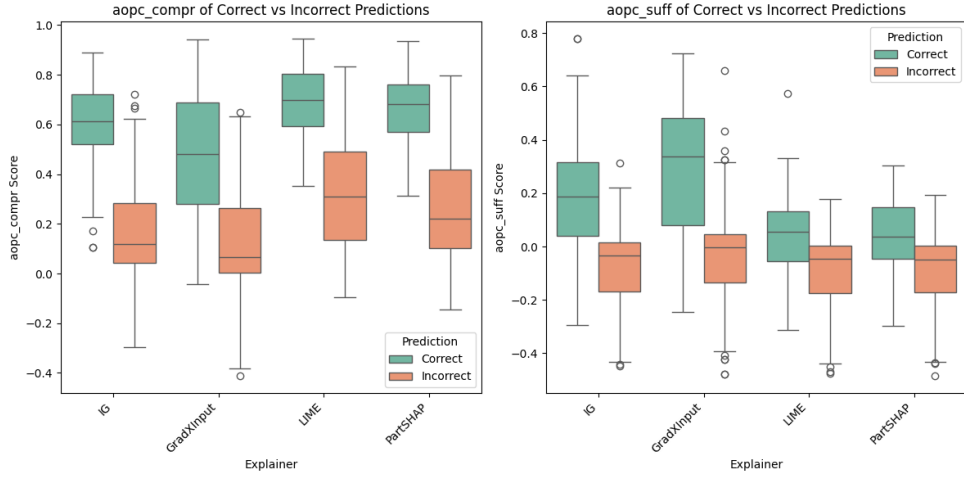 aopc_compr of Correct vs Incorrect Predictions
1.0
0.8
0.6
0.4
0.2
0.0
−0.2
−0.4
aopc_compr Score
Prediction
Correct
Incorrect
IG
GradXInput
LIME
PartSHAP
Explainer
aopc_suff of Correct vs Incorrect Predictions
0.8
0.6
0.4
0.2
0.0
−0.2
−0.4
aopc_suff Score
Prediction
Correct
Incorrect
IG
GradXInput
LIME
PartSHAP
Explainer